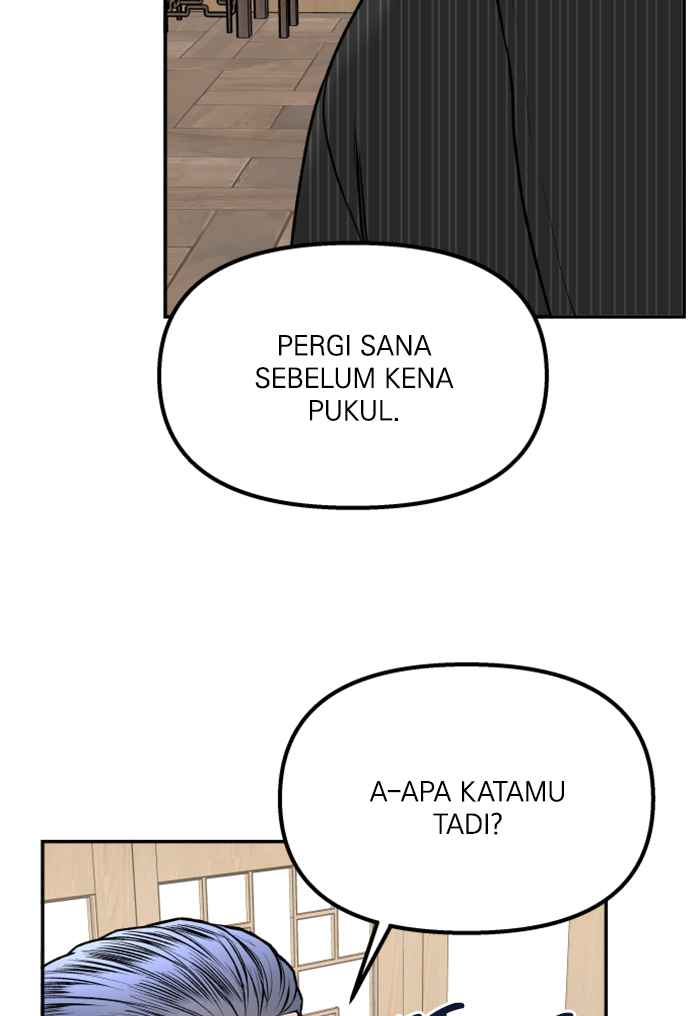 PERGI SANA
SEBELUM KENA
PUKUL.
A-APA KATAMU
TADI?